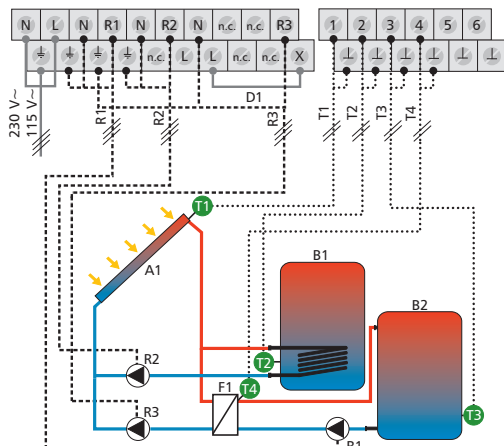 N L N R1 N R2 N n.c. n.c. R3
n.c. L L n.c. n.c. X
1 2 3 4 5 6
230 V~
115 V~
R1
R2
D1
R3
T1
T2
T3
T4
T1
A1
B1
B2
R2
T2
F1
T4
R3
T3